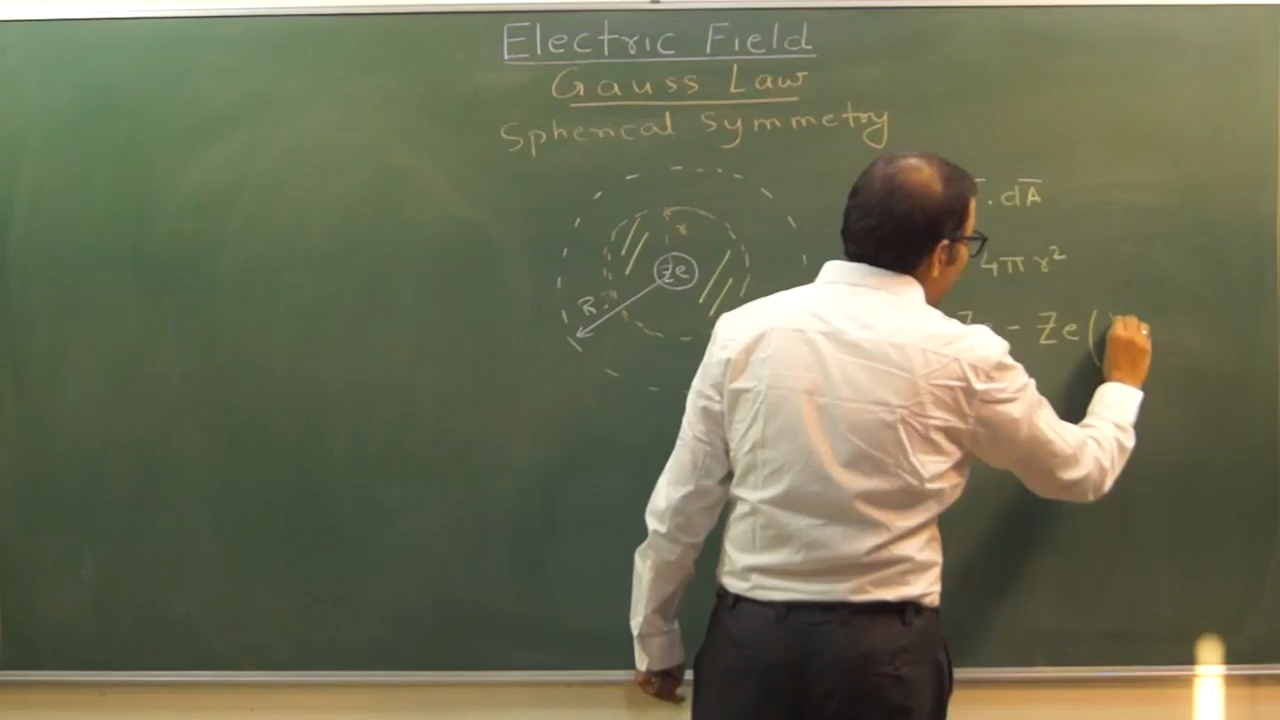 Electric Field
Gauss Law
Spherical Symmetry
. dA̅
r
4πr²
Ze
R
- Ze(